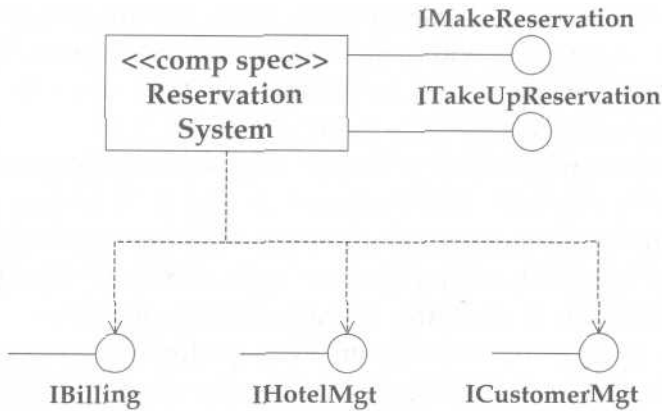 IMakeReservation
<<comp spec>>
Reservation
System
ITakeUpReservation
IBilling
IHotelMgt
ICustomerMgt